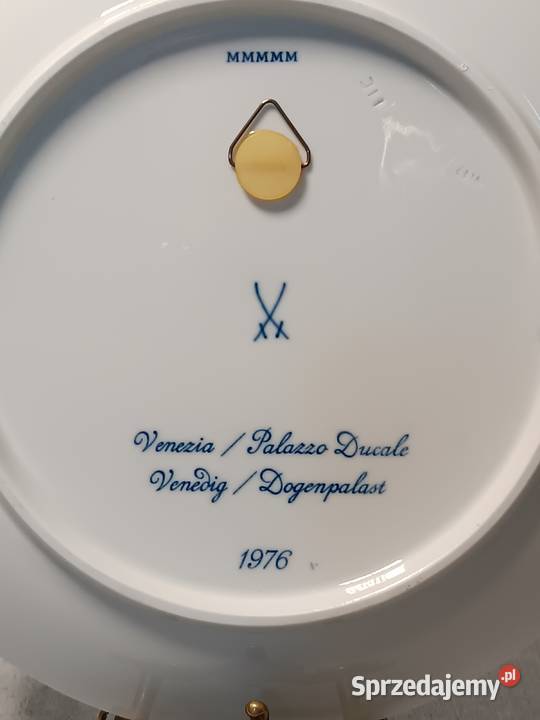 MMMMM
Venezia / Palazzo Ducale
Venedig / Dogenpalast
1976
Sprzedajemy.pl